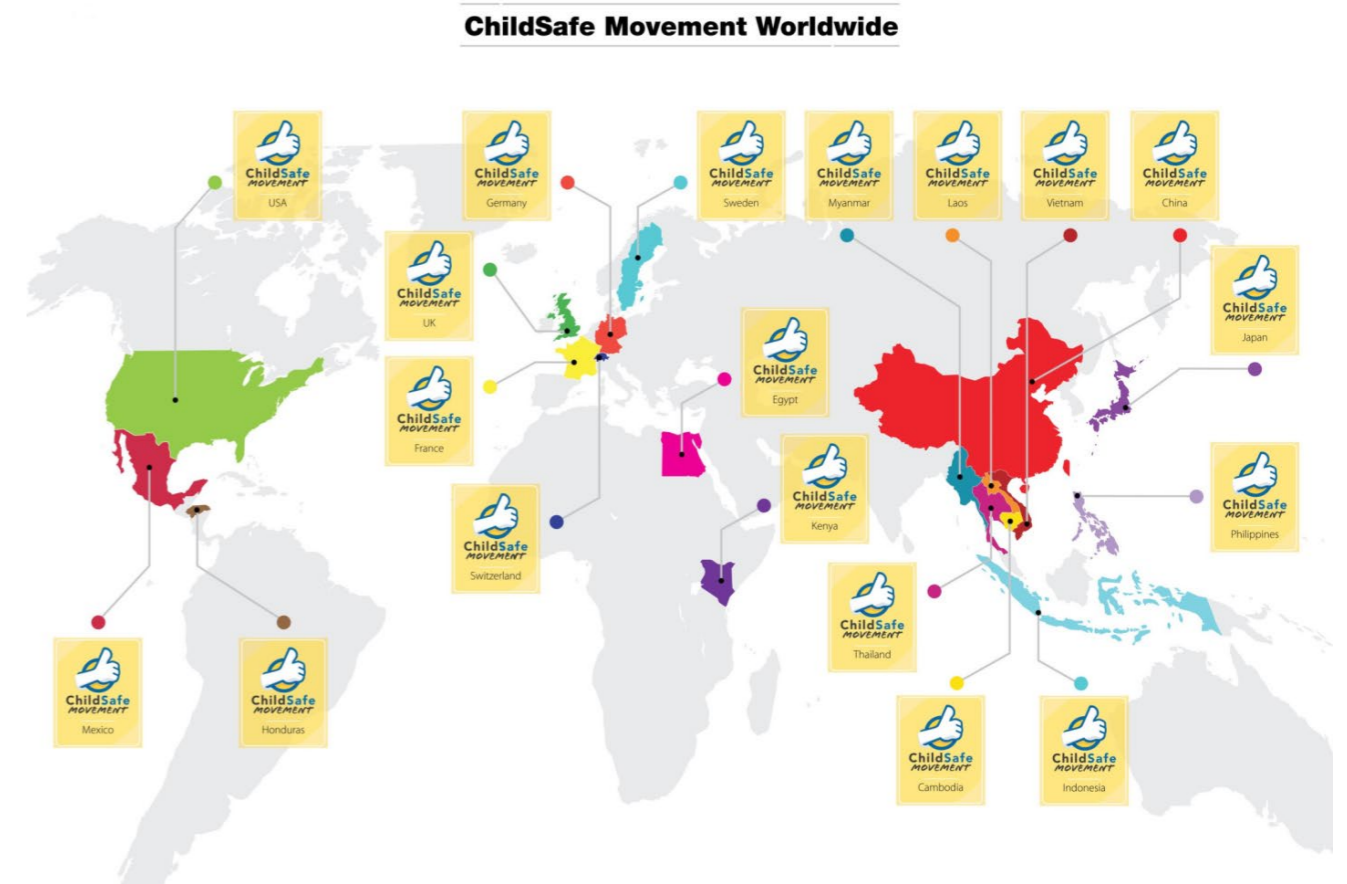 ChildSafe Movement Worldwide
ChildSafe
MOVEMENT
USA
ChildSafe
MOVEMENT
Germany
ChildSafe
MOVEMENT
Sweden
ChildSafe
MOVEMENT
Myanmar
ChildSafe
MOVEMENT
Laos
ChildSafe
MOVEMENT
Vietnam
ChildSafe
MOVEMENT
China
ChildSafe
MOVEMENT
UK
ChildSafe
MOVEMENT
Japan
ChildSafe
MOVEMENT
Egypt
ChildSafe
MOVEMENT
France
ChildSafe
MOVEMENT
Kenya
ChildSafe
MOVEMENT
Philippines
ChildSafe
MOVEMENT
Switzerland
ChildSafe
MOVEMENT
Thailand
ChildSafe
MOVEMENT
Mexico
ChildSafe
MOVEMENT
Honduras
ChildSafe
MOVEMENT
Cambodia
ChildSafe
MOVEMENT
Indonesia